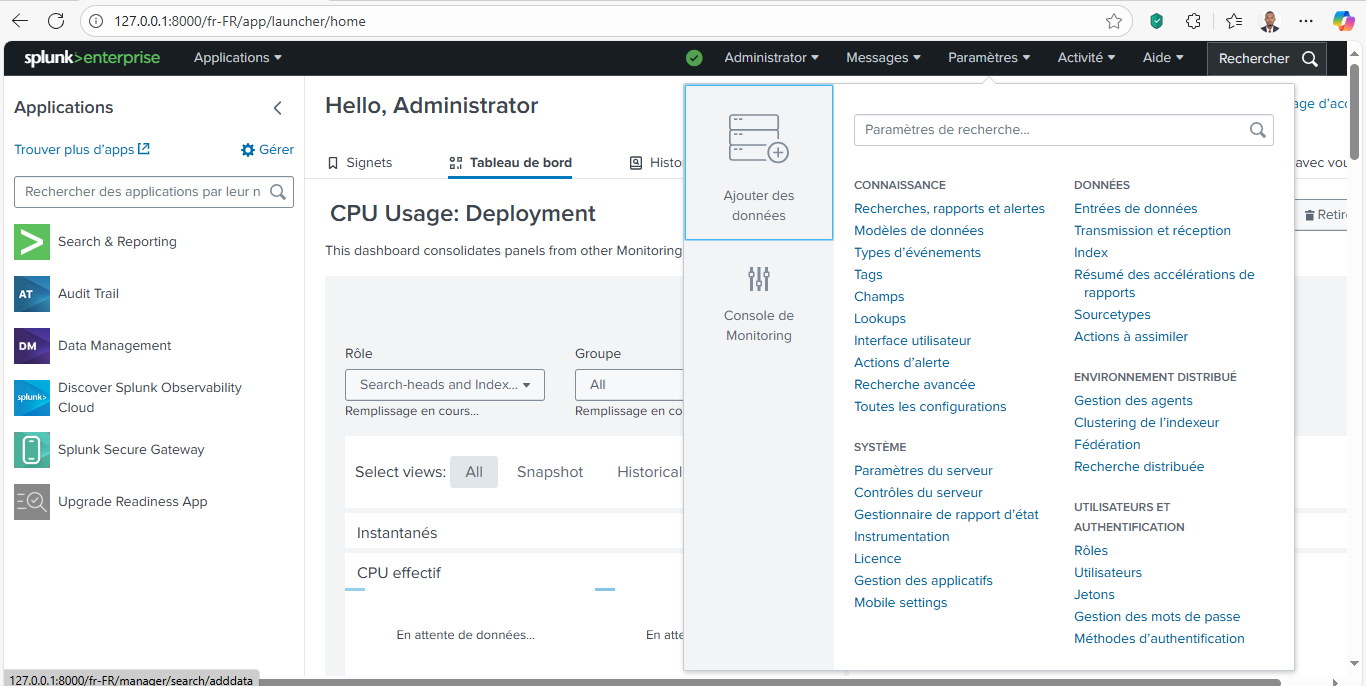 127.0.0.1:8000/fr-FR/app/launcher/home
splunk>enterprise
Applications
Administrator
Messages
Paramètres
Activité
Aide
Rechercher
Applications
Trouver plus d'apps
Gérer
Rechercher des applications par leur n
Search & Reporting
AT
Audit Trail
DM
Data Management
splunk>
Discover Splunk Observability
Cloud
Splunk Secure Gateway
Upgrade Readiness App
Hello, Administrator
Signets
Tableau de bord
Histo
CPU Usage: Deployment
This dashboard consolidates panels from other Monitoring
Rôle
Groupe
Search-heads and Index...
All
Remplissage en cours...
Remplissage en co
Select views:
All
Snapshot
Historical
Instantanés
CPU effectif
En attente de données...
En atte
Ajouter des
données
Console de
Monitoring
Paramètres de recherche...
CONNAISSANCE
Recherches, rapports et alertes
Modèles de données
Types d'événements
Tags
Champs
Lookups
Interface utilisateur
Actions d'alerte
Recherche avancée
Toutes les configurations
SYSTÈME
Paramètres du serveur
Contrôles du serveur
Gestionnaire de rapport d'état
Instrumentation
Licence
Gestion des applicatifs
Mobile settings
DONNÉES
Entrées de données
Transmission et réception
Index
Résumé des accélérations de
rapports
Sourcetypes
Actions à assimiler
ENVIRONNEMENT DISTRIBUÉ
Gestion des agents
Clustering de l'indexeur
Fédération
Recherche distribuée
UTILISATEURS ET
AUTHENTIFICATION
Rôles
Utilisateurs
Jetons
Gestion des mots de passe
Méthodes d'authentification
age d'acc
avec vou
Retire
127.0.0.1:8000/fr-FR/manager/search/adddata